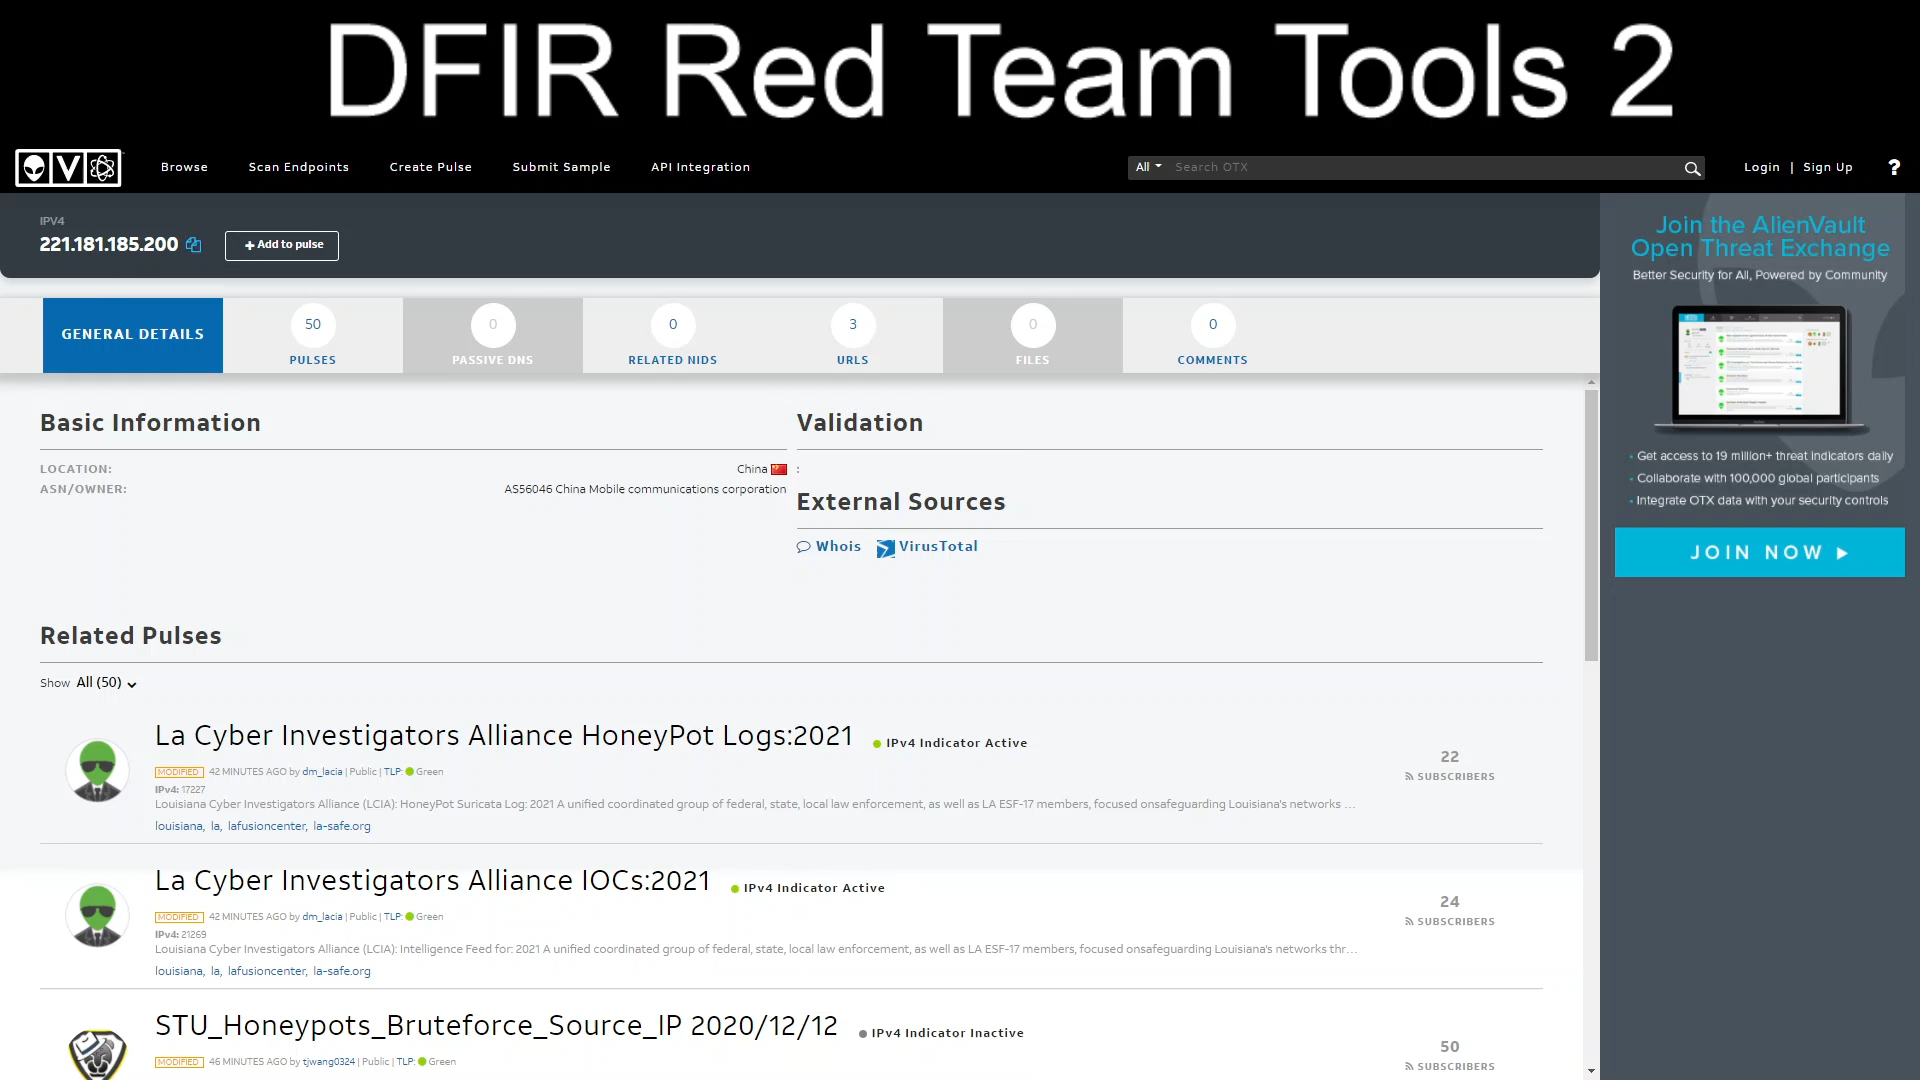 DFIR Red Team Tools 2
Browse Scan Endpoints Create Pulse Submit Sample API Integration All Search OTX Login | Sign Up ?
IPV4
221.181.185.200 + Add to pulse
Join the AlienVault
Open Threat Exchange
Better Security for All, Powered by Community
GENERAL DETAILS
50 PULSES
0 PASSIVE DNS
0 RELATED NIDS
3 URLS
0 FILES
0 COMMENTS
Basic Information
LOCATION: China
ASN/OWNER: AS56046 China Mobile communications corporation
Validation
:
External Sources
Whois VirusTotal
• Get access to 19 million+ threat indicators daily
• Collaborate with 100,000 global participants
• Integrate OTX data with your security controls
JOIN NOW
Related Pulses
Show All (50)
La Cyber Investigators Alliance HoneyPot Logs:2021 IPv4 Indicator Active
MODIFIED 42 MINUTES AGO by dm_lacia | Public | TLP: Green
IPv4: 17227
Louisiana Cyber Investigators Alliance (LCIA): HoneyPot Suricata Log: 2021 A unified coordinated group of federal, state, local law enforcement, as well as LA ESF-17 members, focused onsafeguarding Louisiana's networks ...
louisiana, la, lafusioncenter, la-safe.org
22
SUBSCRIBERS
La Cyber Investigators Alliance IOCs:2021 IPv4 Indicator Active
MODIFIED 42 MINUTES AGO by dm_lacia | Public | TLP: Green
IPv4: 21269
Louisiana Cyber Investigators Alliance (LCIA): Intelligence Feed for: 2021 A unified coordinated group of federal, state, local law enforcement, as well as LA ESF-17 members, focused onsafeguarding Louisiana's networks thr...
louisiana, la, lafusioncenter, la-safe.org
24
SUBSCRIBERS
STU_Honeypots_Bruteforce_Source_IP 2020/12/12 IPv4 Indicator Inactive
MODIFIED 46 MINUTES AGO by tjwang0324 | Public | TLP: Green
50
SUBSCRIBERS